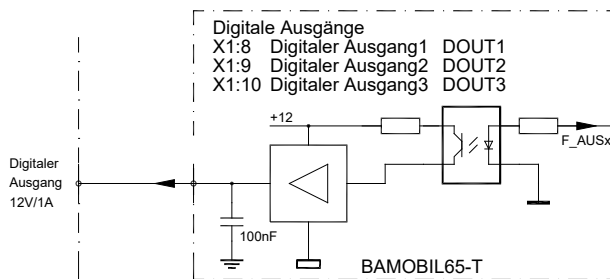 Digitale Ausgänge
X1:8 Digitaler Ausgang1 DOUT1
X1:9 Digitaler Ausgang2 DOUT2
X1:10 Digitaler Ausgang3 DOUT3
+12
F_AUSx
Digitaler
Ausgang
12V/1A
100nF
BAMOBIL65-T